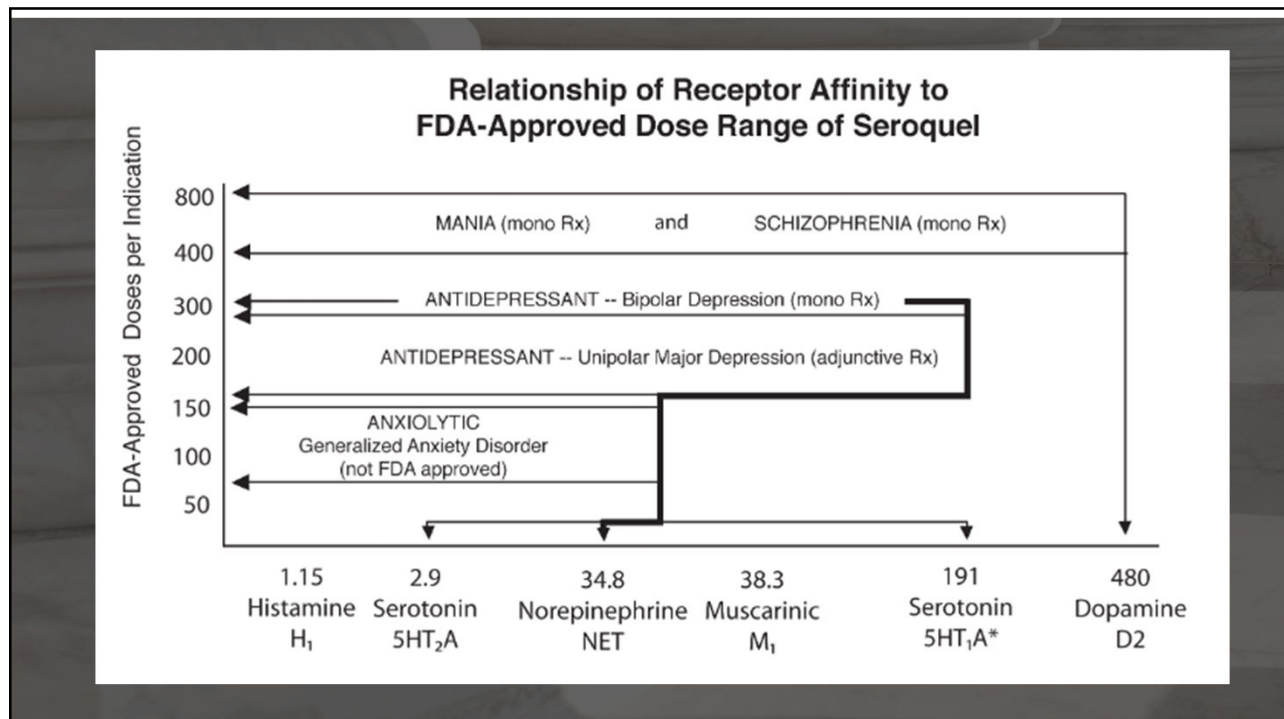 Relationship of Receptor Affinity to
FDA-Approved Dose Range of Seroquel
FDA-Approved Doses per Indication
800
MANIA (mono Rx) and SCHIZOPHRENIA (mono Rx)
400
300
ANTIDEPRESSANT -- Bipolar Depression (mono Rx)
200
ANTIDEPRESSANT -- Unipolar Major Depression (adjunctive Rx)
150
ANXIOLYTIC
Generalized Anxiety Disorder
(not FDA approved)
100
50
1.15 2.9 34.8 38.3 191 480
Histamine Serotonin Norepinephrine Muscarinic Serotonin Dopamine
H₁ 5HT₂A NET M₁ 5HT₁A* D2